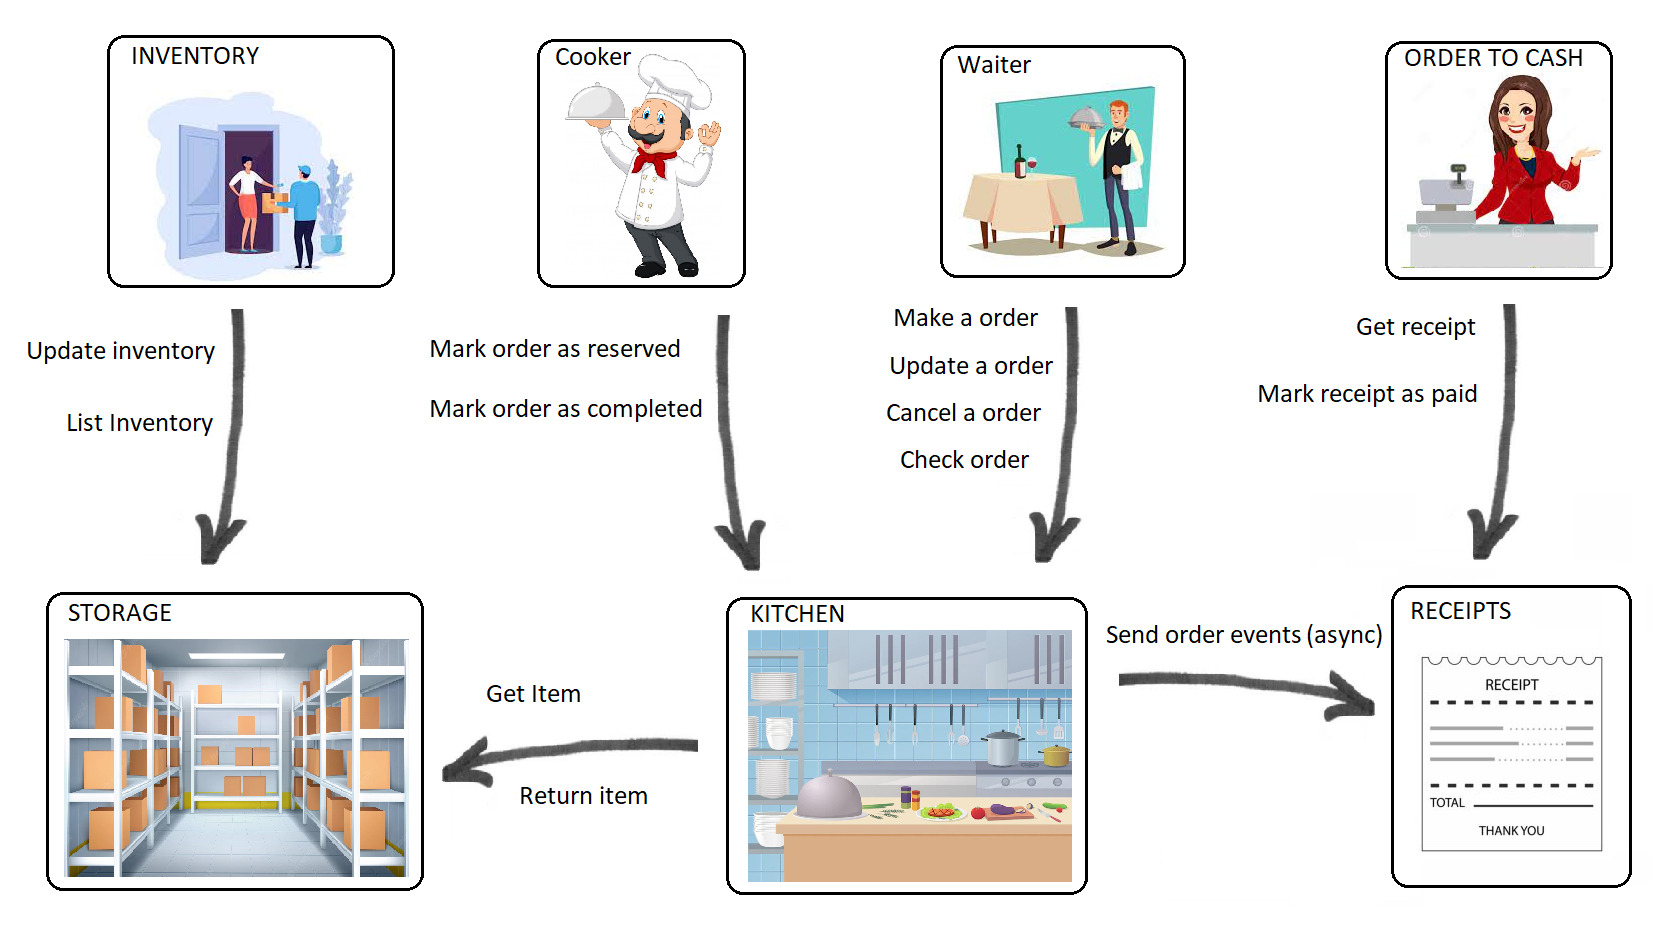 INVENTORY
Cooker
Waiter
ORDER TO CASH
Update inventory
List Inventory
Mark order as reserved
Mark order as completed
Make a order
Update a order
Cancel a order
Check order
Get receipt
Mark receipt as paid
STORAGE
Get Item
Return item
KITCHEN
Send order events (async)
RECEIPTS
RECEIPT
TOTAL
THANK YOU